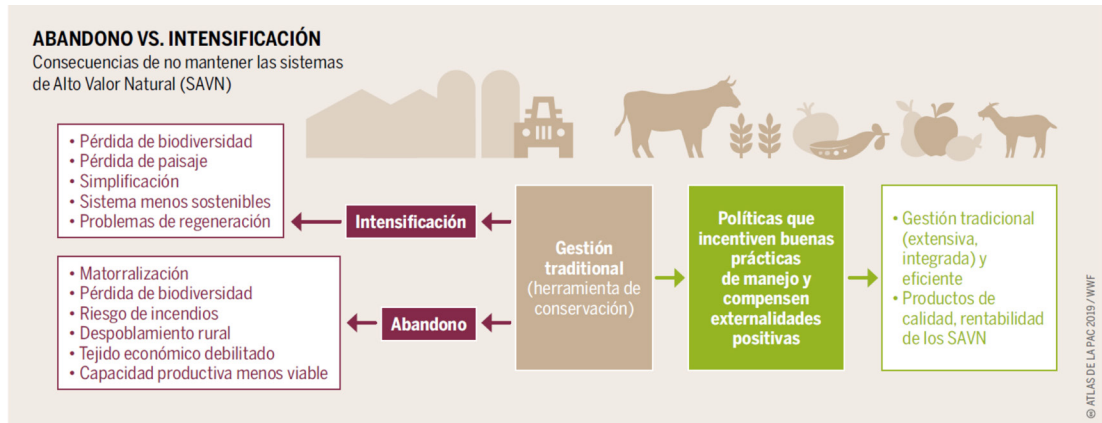 ABANDONO VS. INTENSIFICACIÓN
Consecuencias de no mantener las sistemas
de Alto Valor Natural (SAVN)
• Pérdida de biodiversidad
• Pérdida de paisaje
• Simplificación
• Sistema menos sostenibles
• Problemas de regeneración
Intensificación
• Matorralización
• Pérdida de biodiversidad
• Riesgo de incendios
• Despoblamiento rural
• Tejido económico debilitado
• Capacidad productiva menos viable
Abandono
Gestión
traditional
(herramienta de
conservación)
Políticas que
incentiven buenas
prácticas
de manejo y
compensen
externalidades
positivas
• Gestión tradicional
(extensiva,
integrada) y
eficiente
• Productos de
calidad, rentabilidad
de los SAVN
© ATLAS DE LA PAC 2019 / WWF